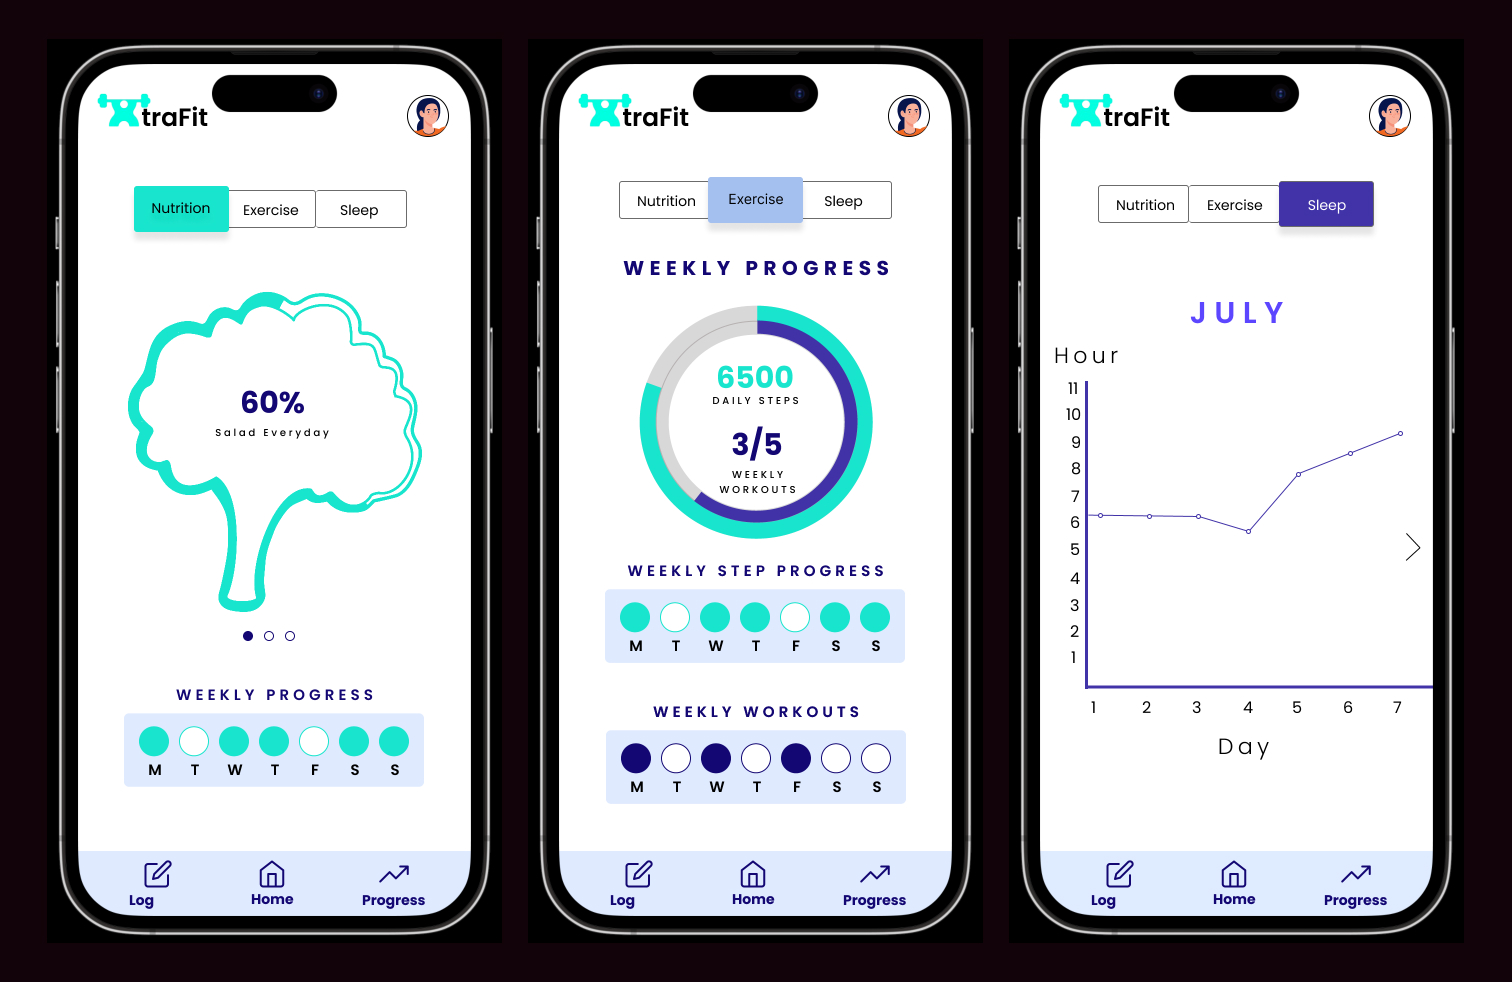 traFit
Nutrition Exercise Sleep
60%
Salad Everyday
WEEKLY PROGRESS
M T W T F S S
Log Home Progress
traFit
Nutrition Exercise Sleep
WEEKLY PROGRESS
6500
DAILY STEPS
3/5
WEEKLY
WORKOUTS
WEEKLY STEP PROGRESS
M T W T F S S
WEEKLY WORKOUTS
M T W T F S S
Log Home Progress
traFit
Nutrition Exercise Sleep
JULY
Hour
11
10
9
8
7
6
5
4
3
2
1
1 2 3 4 5 6 7
Day
Log Home Progress